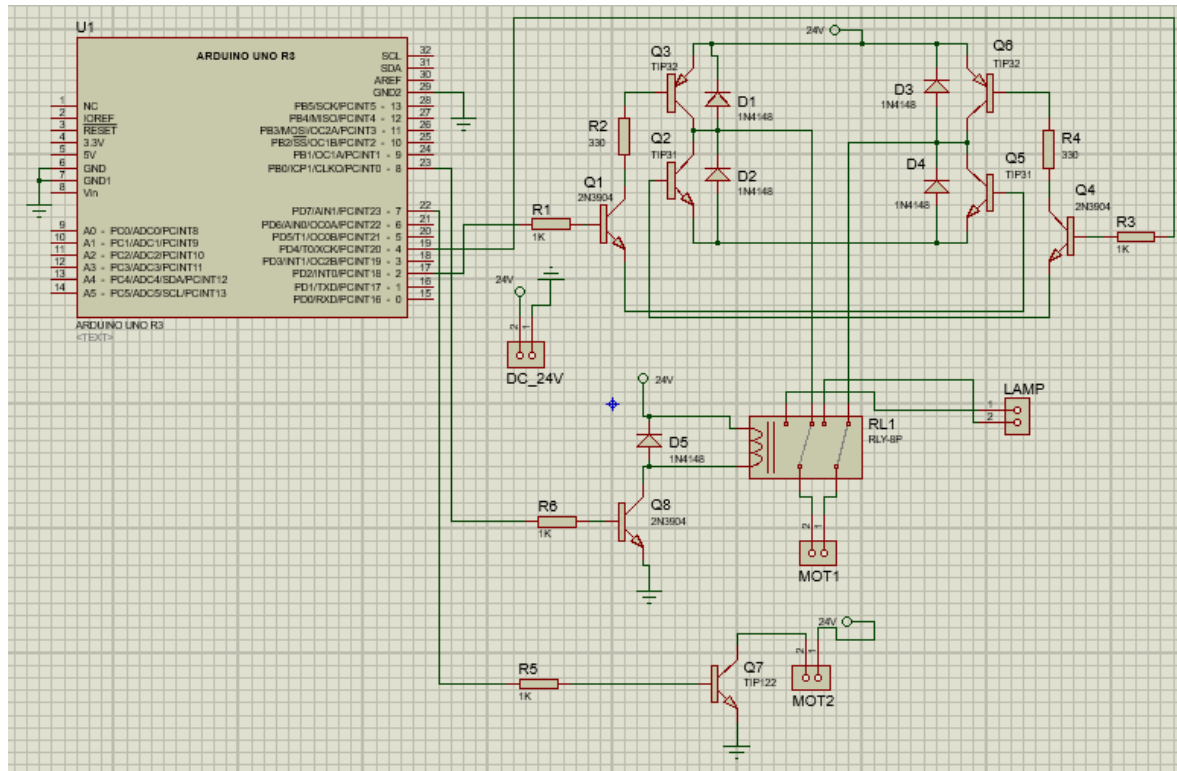 U1
ARDUINO UNO R3
1 NC
2 IOREF
3 RESET
4 3.3V
5 5V
6 GND
7 GND1
8 Vin
9 A0 - PC0/ADC0/PCINT8
10 A1 - PC1/ADC1/PCINT9
11 A2 - PC2/ADC2/PCINT10
12 A3 - PC3/ADC3/PCINT11
13 A4 - PC4/ADC4/SDA/PCINT12
14 A5 - PC5/ADC5/SCL/PCINT13
SCL 32
SDA 31
AREF 30
GND2 29
PB5/SCK/PCINT5 - 13 28
PB4/MISO/PCINT4 - 12 27
PB3/MOSI/OC2A/PCINT3 - 11 26
PB2/SS/OC1B/PCINT2 - 10 25
PB1/OC1A/PCINT1 - 9 24
PB0/ICP1/CLKO/PCINT0 - 8 23
PD7/AIN1/PCINT23 - 7 22
PD6/AIN0/OC0A/PCINT22 - 6 21
PD5/T1/OC0B/PCINT21 - 5 20
PD4/T0/XCK/PCINT20 - 4 19
PD3/INT1/OC2B/PCINT19 - 3 18
PD2/INT0/PCINT18 - 2 17
PD1/TXD/PCINT17 - 1 16
PD0/RXD/PCINT16 - 0 15
ARDUINO UNO R3
<TEXT>
24V
Q3
TIP32
D1
1N4148
R2
330
Q2
TIP31
D2
1N4148
Q1
2N3904
R1
1K
Q6
TIP32
D3
1N4148
R4
330
D4
1N4148
Q5
TIP31
Q4
2N3904
R3
1K
24V
2
1
DC_24V
24V
D5
1N4148
RL1
RLY-8P
LAMP
1
2
R6
1K
Q8
2N3904
2
1
MOT1
24V
R5
1K
Q7
TIP122
2
1
MOT2